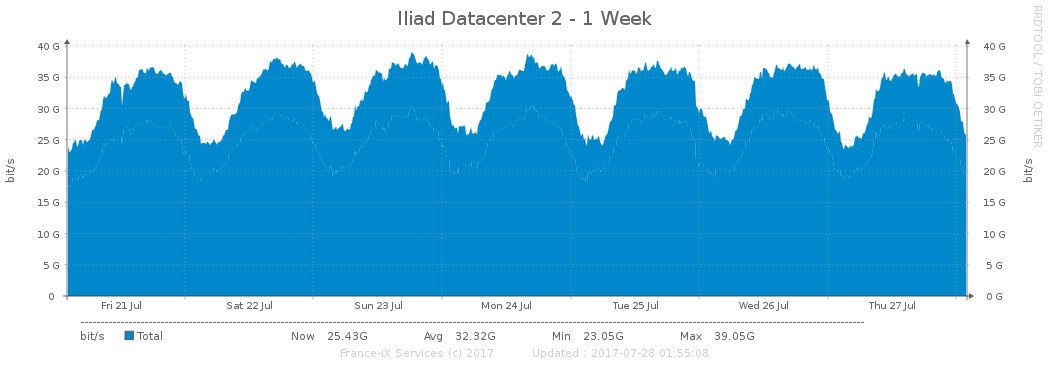 Iliad Datacenter 2 - 1 Week
RRDTOOL / TOBI OETIKER
40 G 40 G
35 G 35 G
30 G 30 G
25 G 25 G
20 G 20 G
15 G 15 G
10 G 10 G
5 G 5 G
0 0 G
bit/s bit/s
Fri 21 Jul Sat 22 Jul Sun 23 Jul Mon 24 Jul Tue 25 Jul Wed 26 Jul Thu 27 Jul
bit/s Total Now 25.43G Avg 32.32G Min 23.05G Max 39.05G
France-IX Services (c) 2017 Updated : 2017-07-28 01:55:08